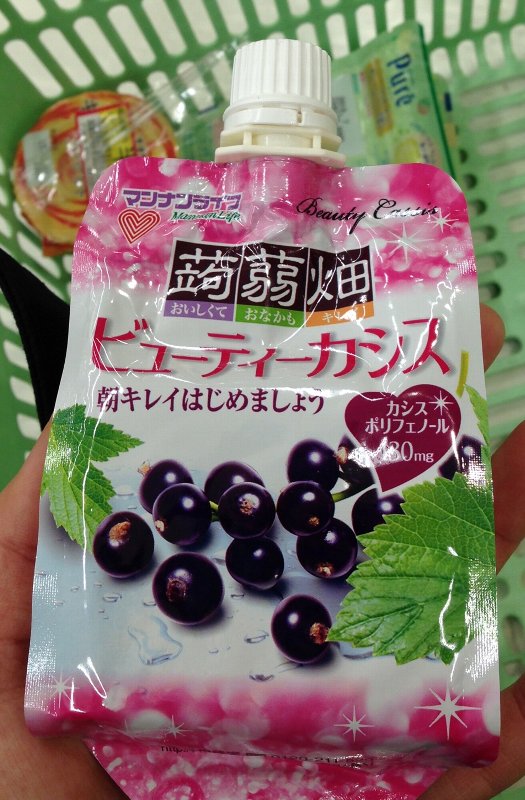 Pure
マンナンライフ
MannanLife
Beauty Cassis
蒟蒻畑
おいしくて おなかも
ビューティーカシス
朝キレイはじめましょう
カシス
ポリフェノール